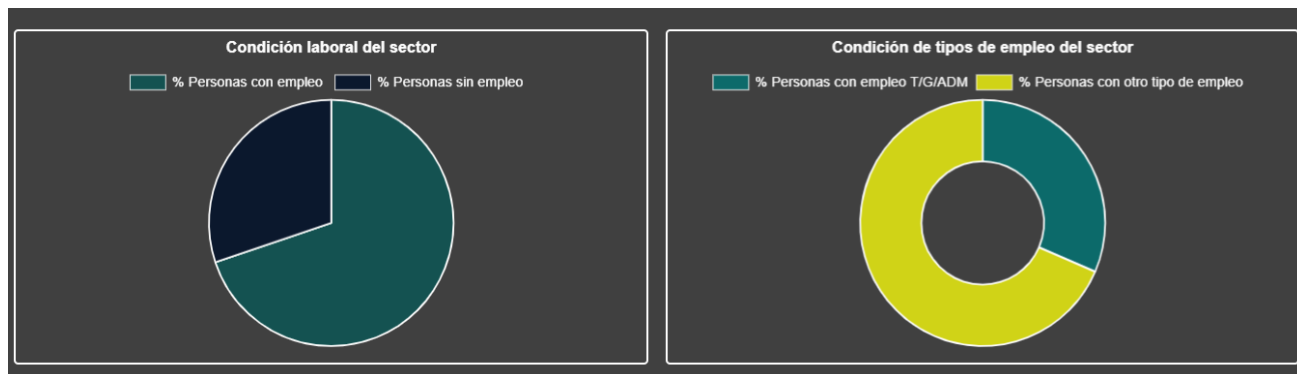 Condición laboral del sector
% Personas con empleo
% Personas sin empleo
Condición de tipos de empleo del sector
% Personas con empleo T/G/ADM
% Personas con otro tipo de empleo